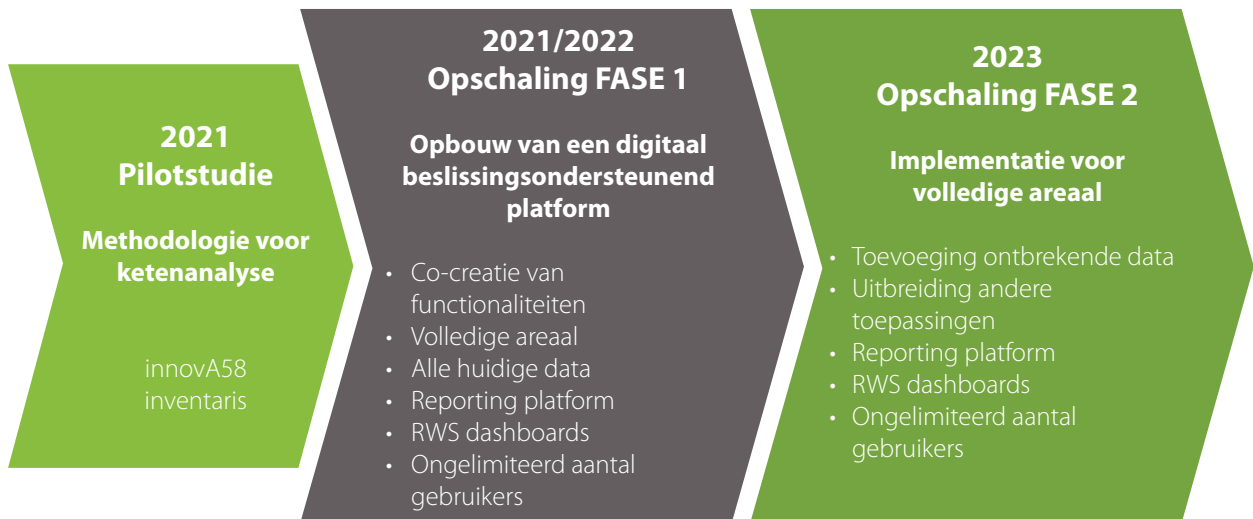 2021
Pilotstudie
Methodologie voor
ketenanalyse
innovA58
inventaris
2021/2022
Opschaling FASE 1
Opbouw van een digitaal
beslissingsondersteunend
platform
• Co-creatie van
functionaliteiten
• Volledige areaal
• Alle huidige data
• Reporting platform
• RWS dashboards
• Ongelimiteerd aantal
gebruikers
2023
Opschaling FASE 2
Implementatie voor
volledige areaal
• Toevoeging ontbrekende data
• Uitbreiding andere
toepassingen
• Reporting platform
• RWS dashboards
• Ongelimiteerd aantal
gebruikers